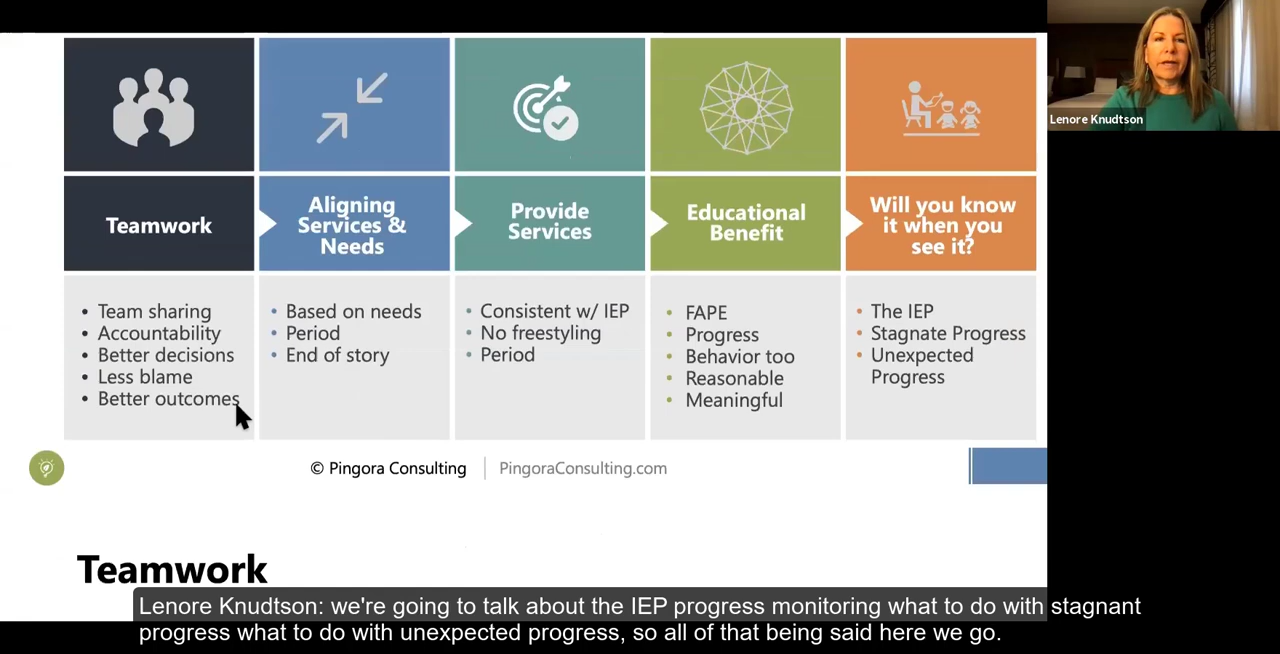 Lenore Knudtson
Teamwork
Aligning
Services &
Needs
Provide
Services
Educational
Benefit
Will you know
it when you
see it?
• Team sharing
• Accountability
• Better decisions
• Less blame
• Better outcomes
• Based on needs
• Period
• End of story
• Consistent w/ IEP
• No freestyling
• Period
• FAPE
• Progress
• Behavior too
• Reasonable
• Meaningful
• The IEP
• Stagnate Progress
• Unexpected
Progress
© Pingora Consulting | PingoraConsulting.com
Teamwork
Lenore Knudtson: we're going to talk about the IEP progress monitoring what to do with stagnant
progress what to do with unexpected progress, so all of that being said here we go.